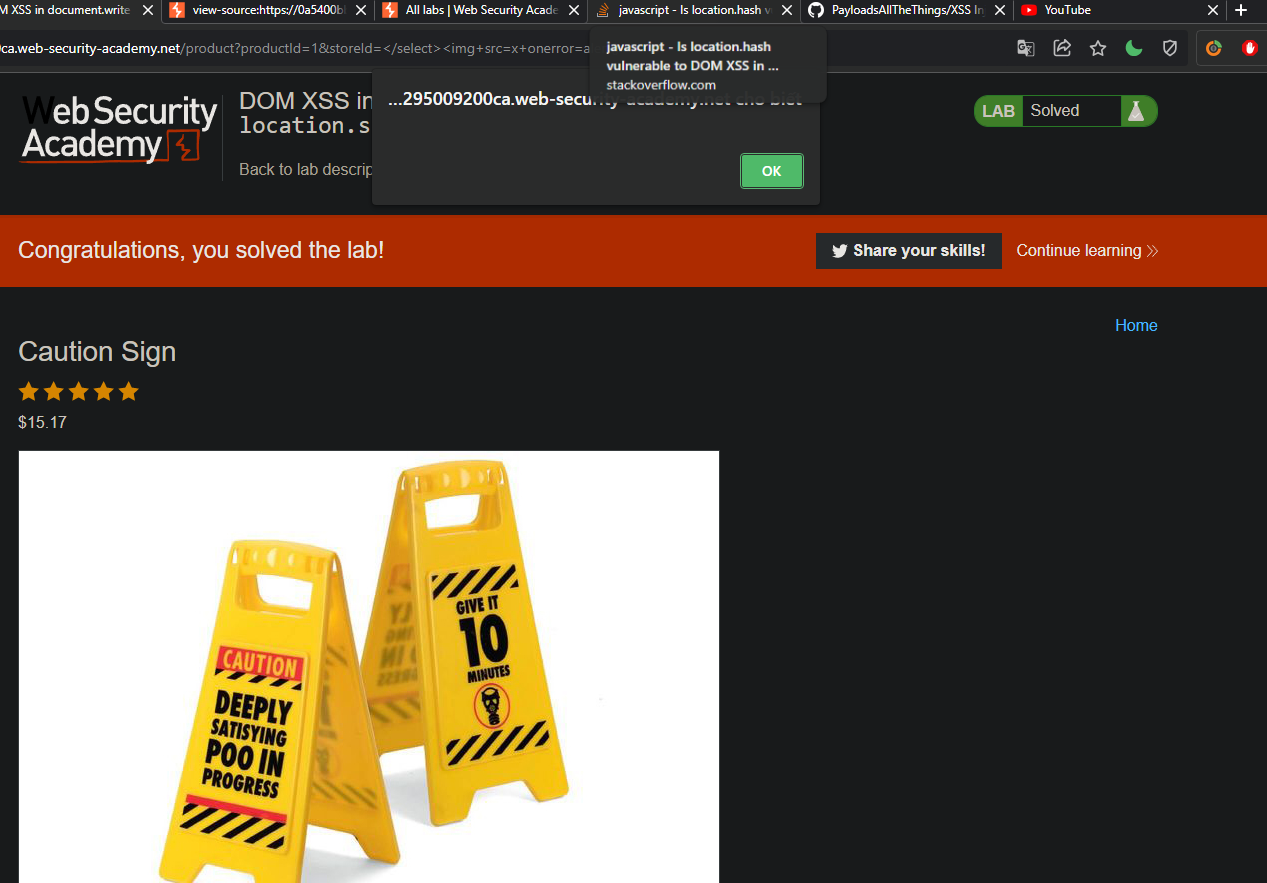 M XSS in document.write
view-source:https://0a5400b
All labs | Web Security Acade
javascript - Is location.hash v
PayloadsAllTheThings/XSS In
YouTube
ca.web-security-academy.net/product?productId=1&storeId=</select><img+src=x+onerror=a
javascript - Is location.hash
vulnerable to DOM XSS in ...
stackoverflow.com
...295009200ca.web-security-academy.net cho biết
OK
Web Security
Academy
DOM XSS in
location.s
Back to lab descrip
LAB
Solved
Congratulations, you solved the lab!
Share your skills!
Continue learning
Home
Caution Sign
$15.17
GIVE IT
10
MINUTES
CAUTION
DEEPLY
SATISYING
POO IN
PROGRESS